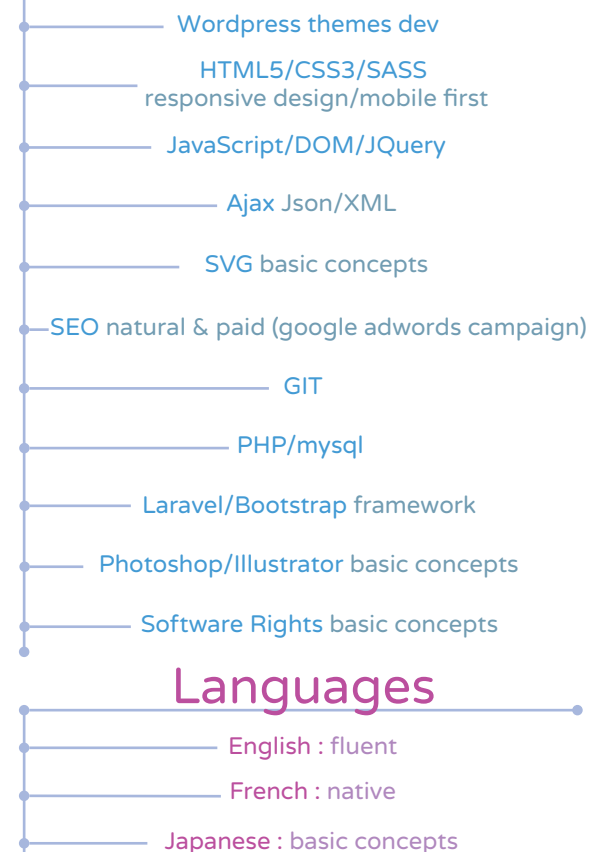 Wordpress themes dev
HTML5/CSS3/SASS
responsive design/mobile first
JavaScript/DOM/JQuery
Ajax Json/XML
SVG basic concepts
SEO natural & paid (google adwords campaign)
GIT
PHP/mysql
Laravel/Bootstrap framework
Photoshop/Illustrator basic concepts
Software Rights basic concepts
Languages
English : fluent
French : native
Japanese : basic concepts